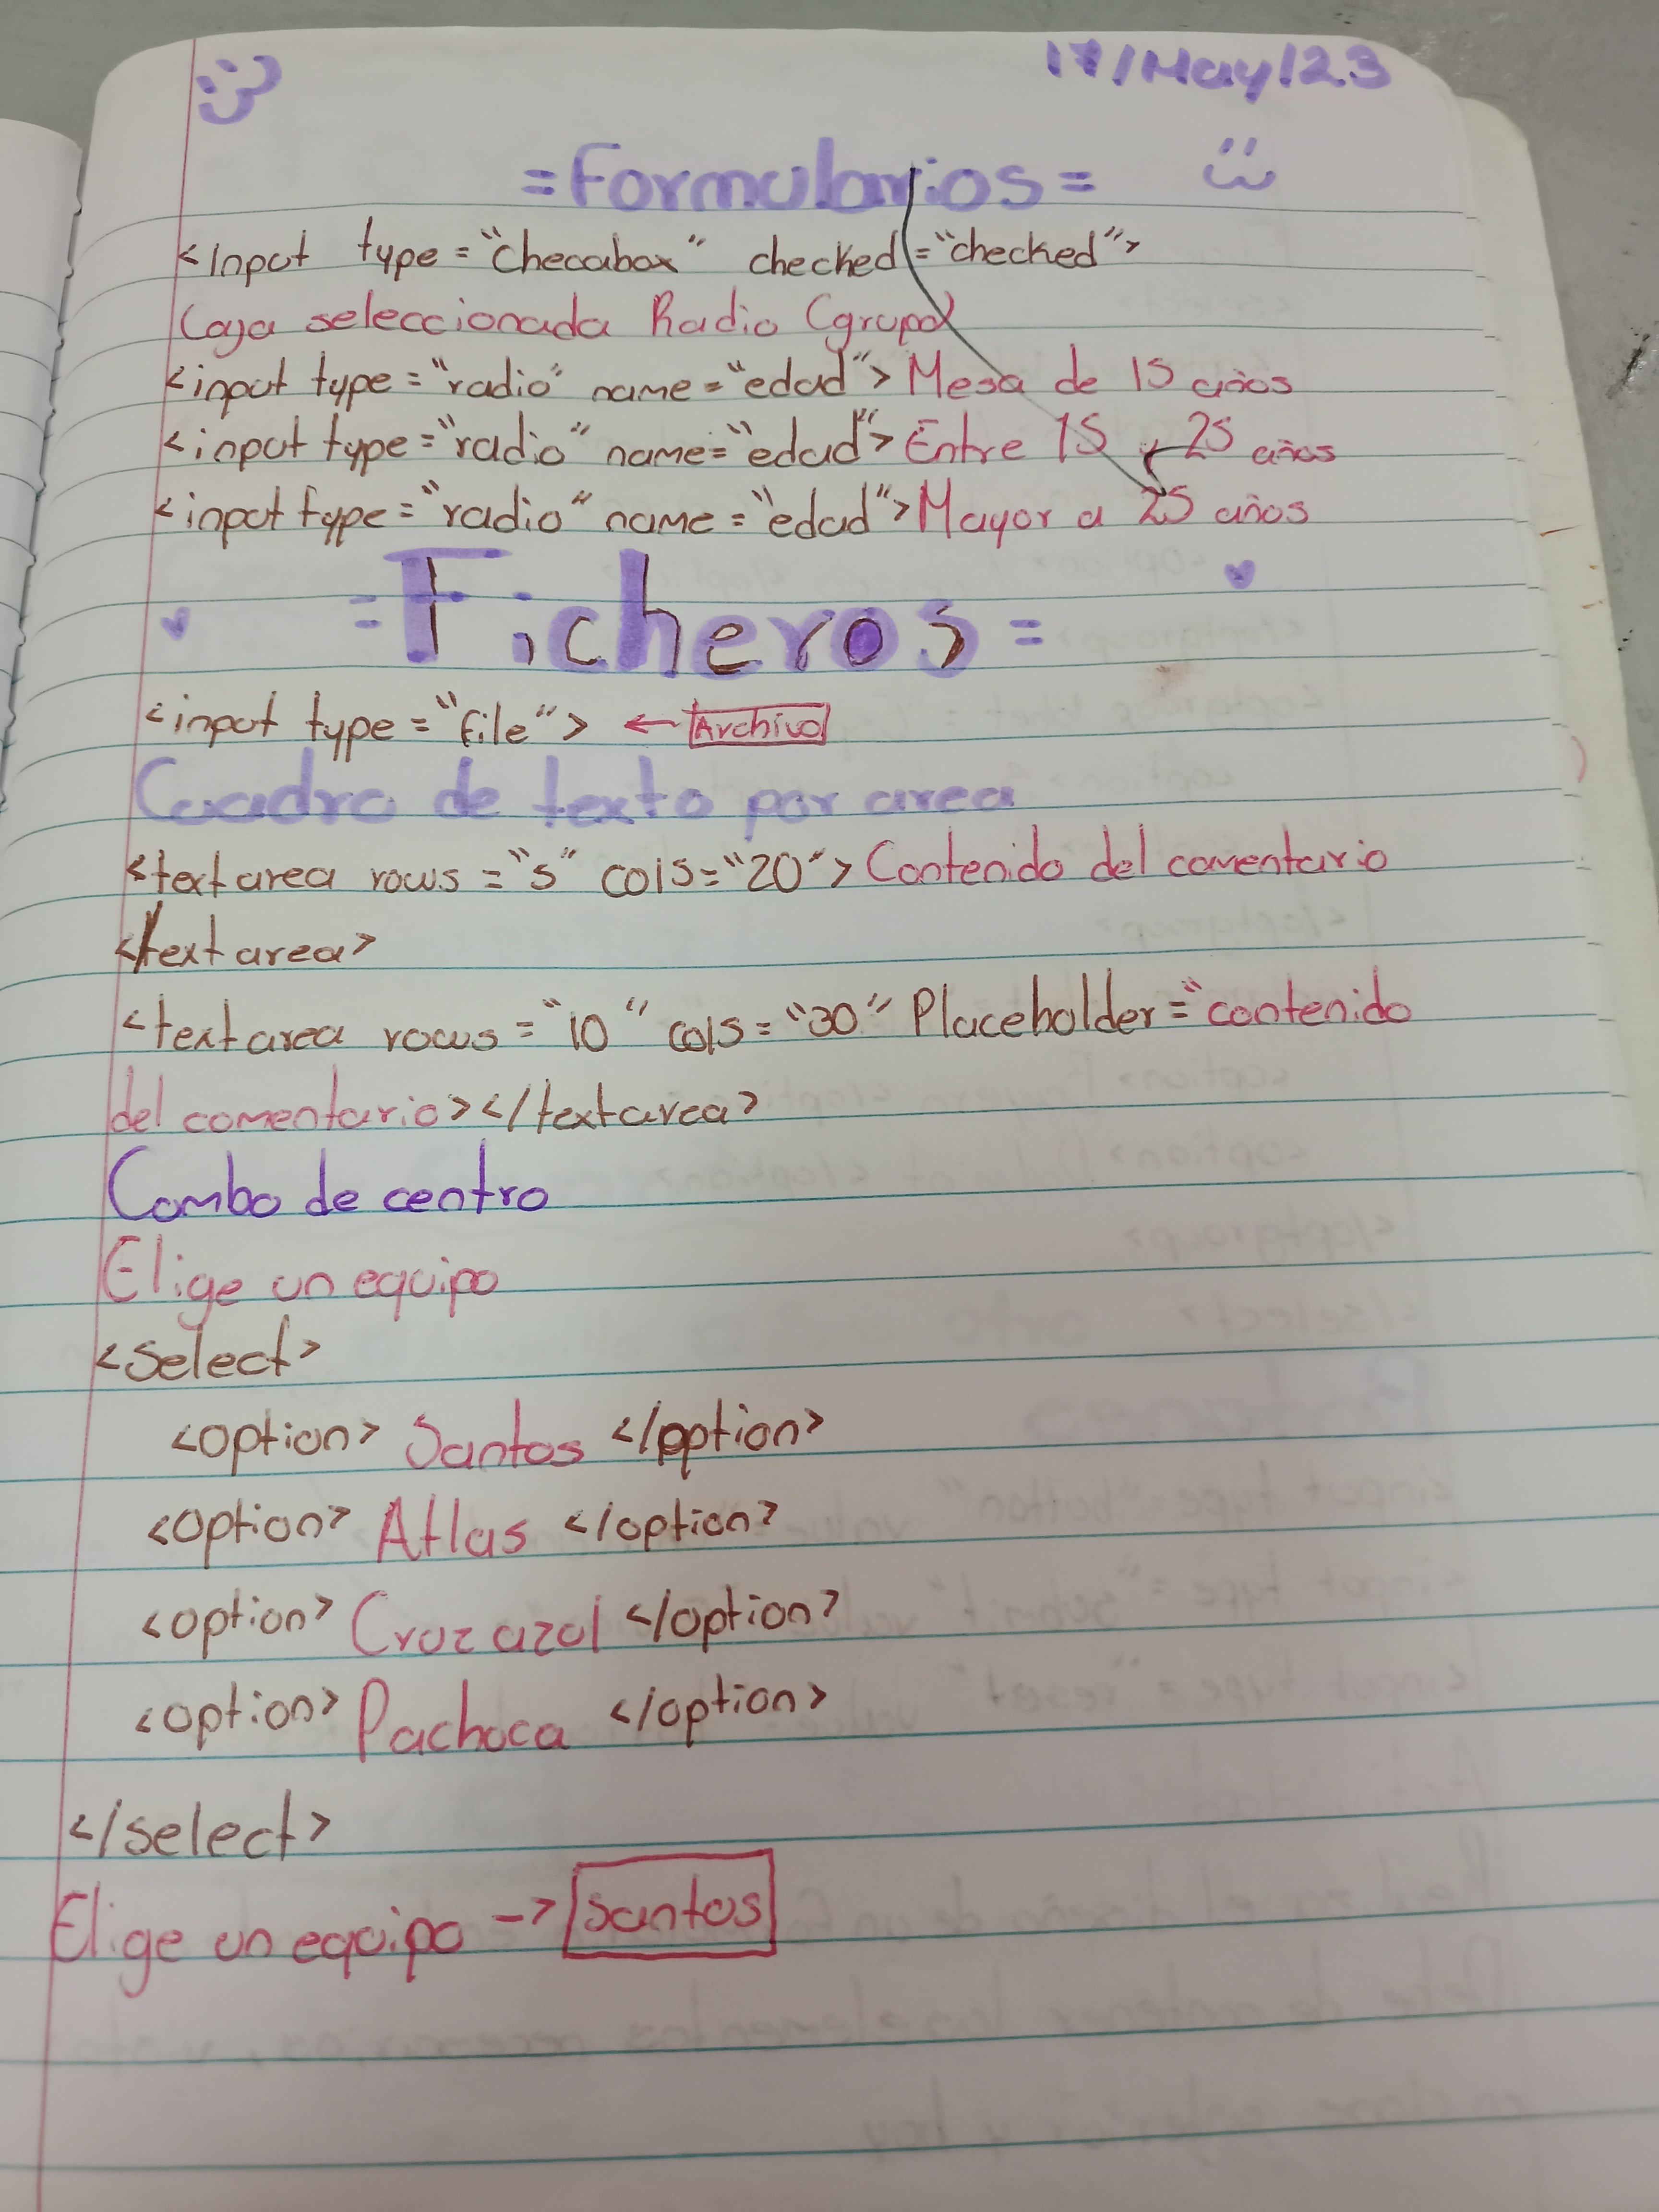 17/May/23
=Formularios=
<Input type="checabox" checked="checked">
Caja seleccionada Radio (grupo)
<input type="radio" name="edad"> Mesa de 15 años
<input type="radio" name="edad"> Entre 15 y 25 años
<input type="radio" name="edad"> Mayor a 25 años
=Ficheros=
<input type="file"> ← Archivo
Cuadro de texto por area
<textarea rows="5" cols="20"> Contenido del comentario
</textarea>
<textarea rows="10" cols="30" Placeholder="contenido
del comentario></textarea>
Combo de centro
Elige un equipo
<select>
<option> Santos </option>
<option> Atlas </option>
<option> Cruz azul </option>
<option> Pachuca </option>
</select>
Elige un equipo -> Santos